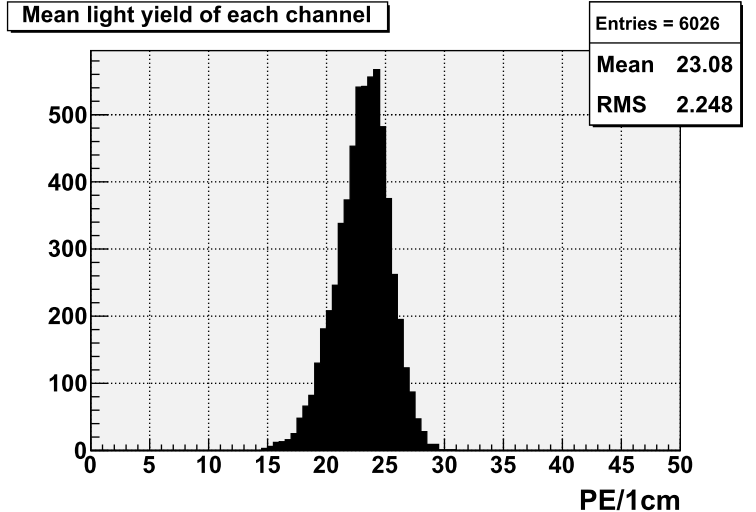 Mean light yield of each channel
Entries = 6026
Mean 23.08
RMS 2.248
500
400
300
200
100
0
0 5 10 15 20 25 30 35 40 45 50
PE/1cm